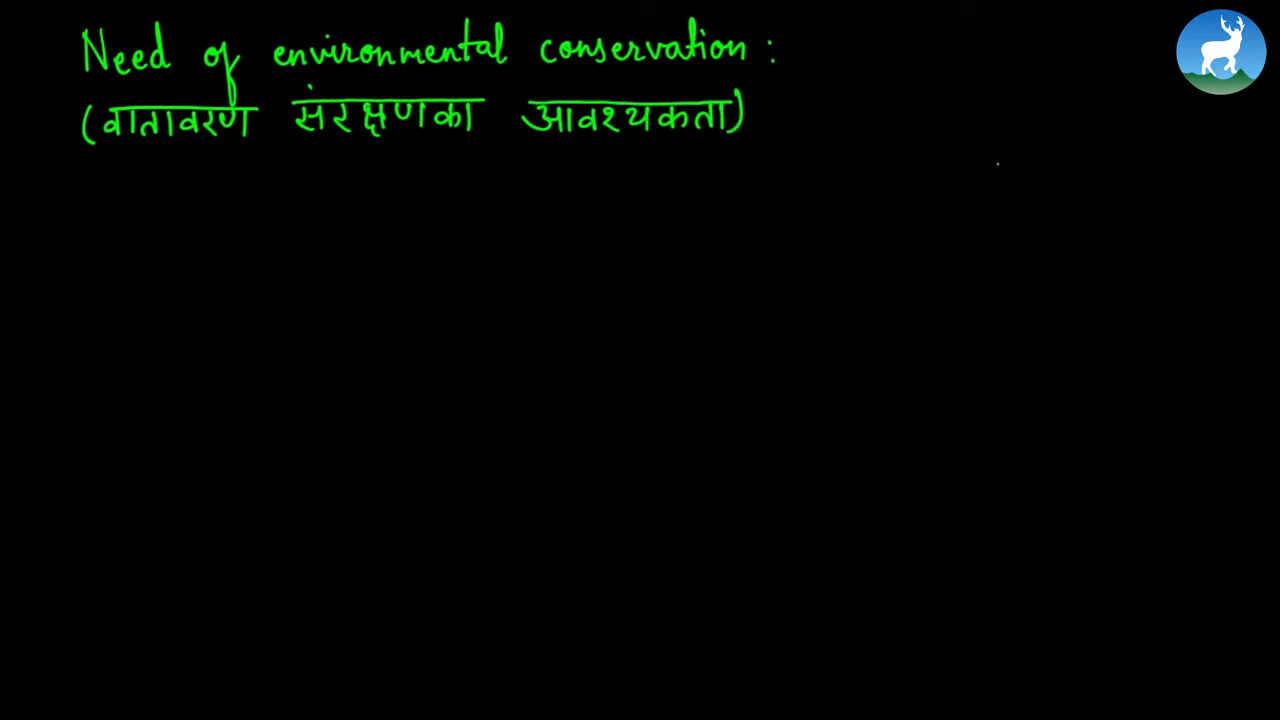 Need of environmental conservation :
(वातावरण संरक्षणका आवश्यकता)